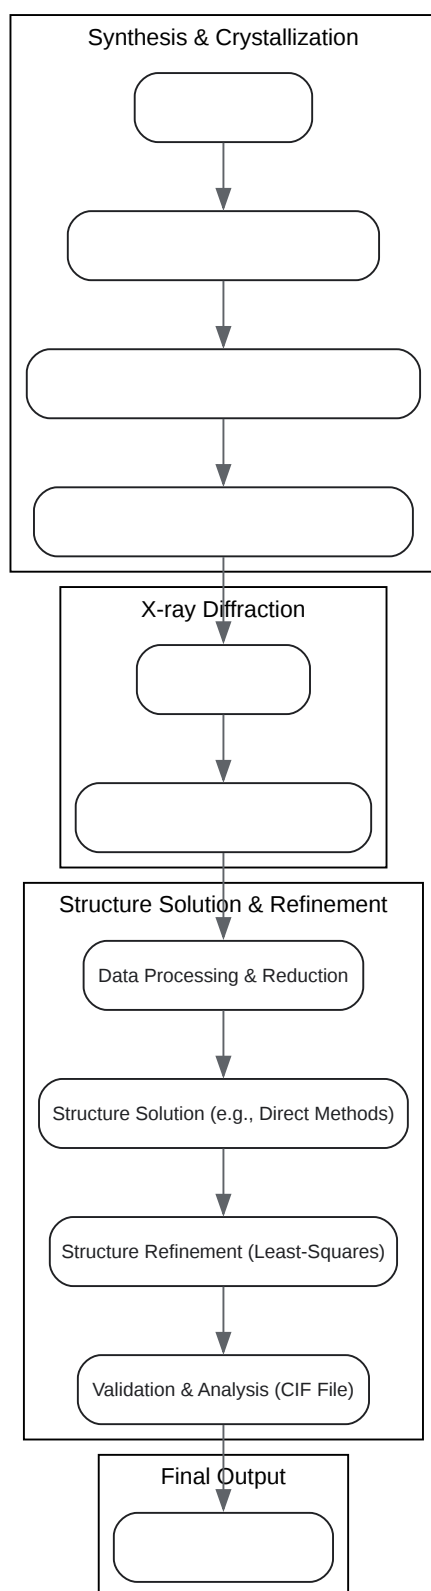 Synthesis & Crystallization
X-ray Diffraction
Structure Solution & Refinement
Data Processing & Reduction
Structure Solution (e.g., Direct Methods)
Structure Refinement (Least-Squares)
Validation & Analysis (CIF File)
Final Output